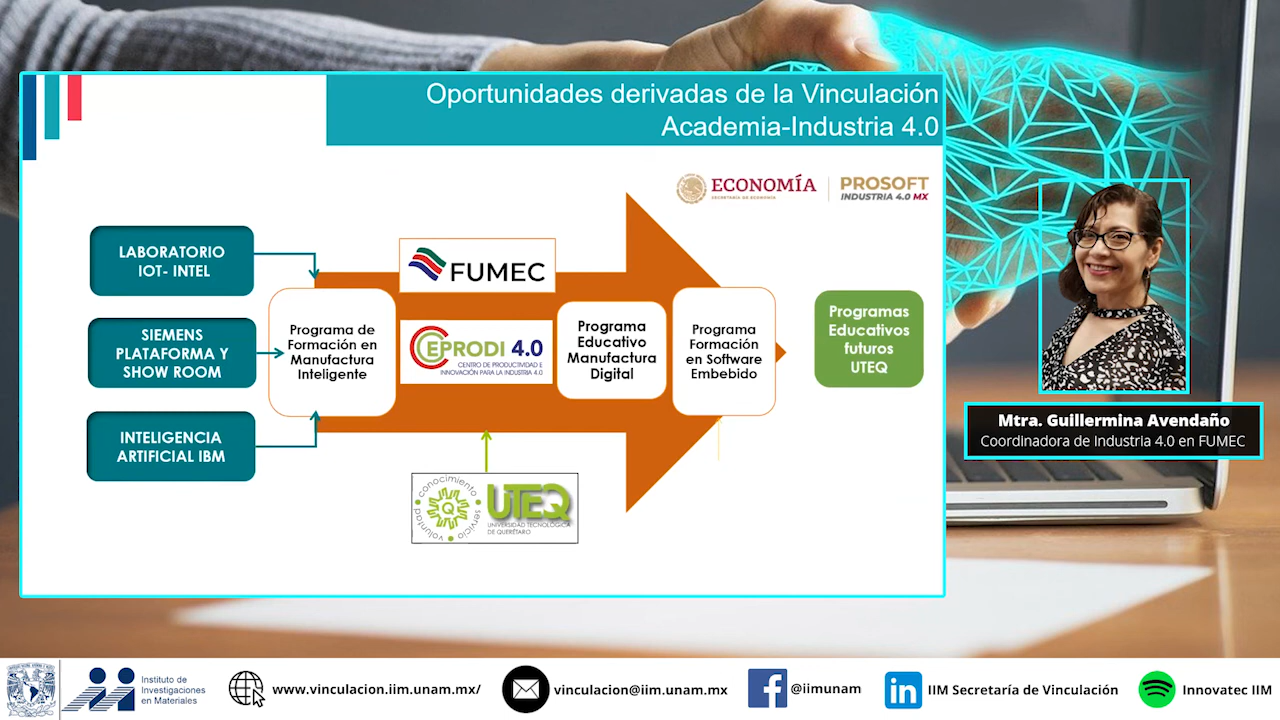 Oportunidades derivadas de la Vinculación
Academia-Industria 4.0
ECONOMÍA
SECRETARÍA DE ECONOMÍA
PROSOFT
INDUSTRIA 4.0 MX
LABORATORIO
IOT- INTEL
SIEMENS
PLATAFORMA Y
SHOW ROOM
INTELIGENCIA
ARTIFICIAL IBM
Programa de
Formación en
Manufactura
Inteligente
FUMEC
CEPRODI 4.0
CENTRO DE PRODUCTIVIDAD E
INNOVACIÓN PARA LA INDUSTRIA 4.0
Programa
Educativo
Manufactura
Digital
Programa
Formación
en Software
Embebido
Programas
Educativos
futuros
UTEQ
conocimiento
servicio
voluntad
Q
UTEQ
UNIVERSIDAD TECNOLÓGICA
DE QUERÉTARO
Mtra. Guillermina Avendaño
Coordinadora de Industria 4.0 en FUMEC
Instituto de
Investigaciones
en Materiales
www.vinculacion.iim.unam.mx/
vinculacion@iim.unam.mx
@iimunam
IIM Secretaría de Vinculación
Innovatec IIM